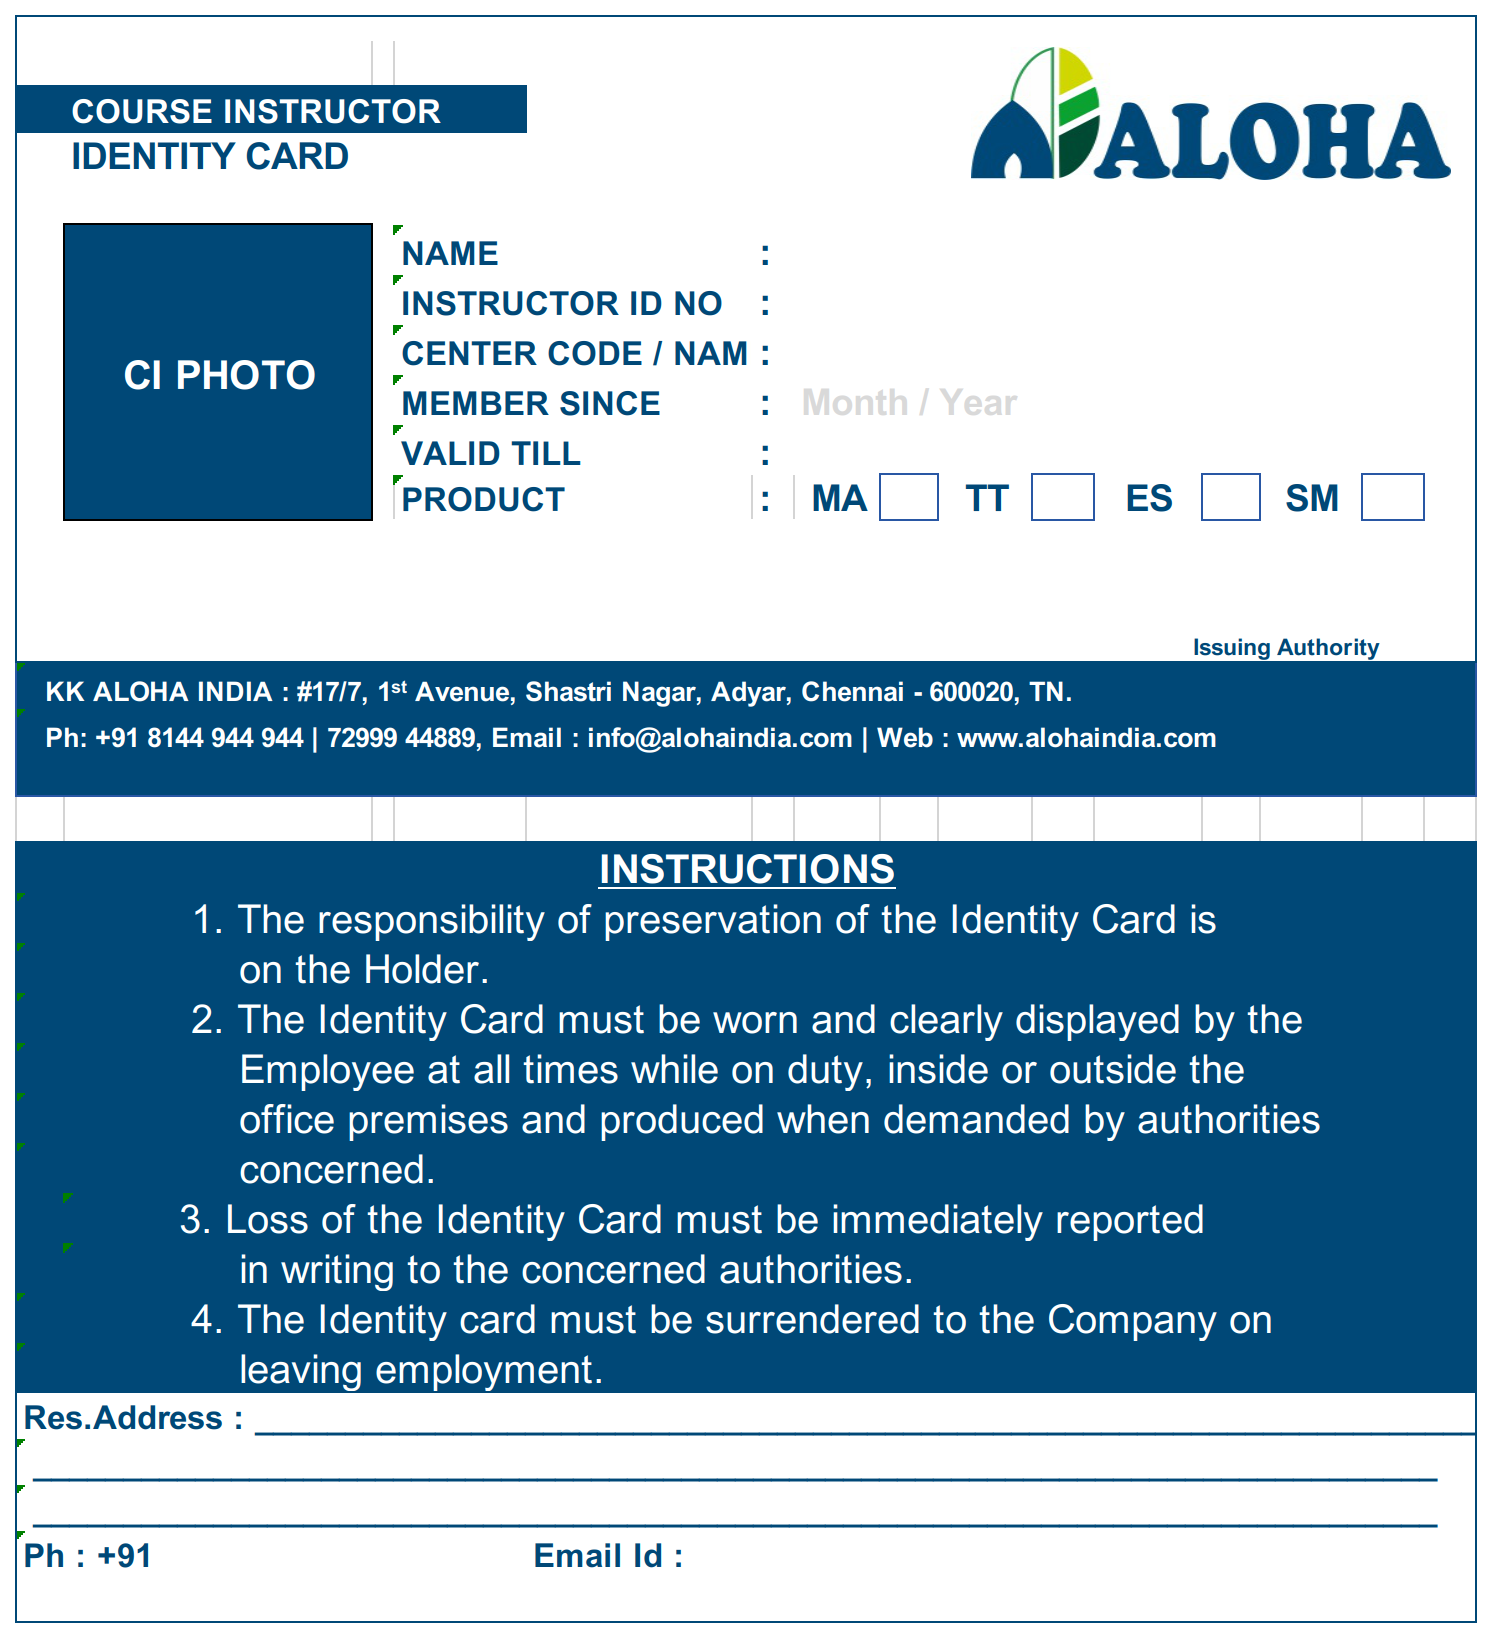 COURSE INSTRUCTOR
IDENTITY CARD
ALOHA
CI PHOTO
NAME :
INSTRUCTOR ID NO :
CENTER CODE / NAM :
MEMBER SINCE : Month / Year
VALID TILL :
PRODUCT : MA TT ES SM
Issuing Authority
KK ALOHA INDIA : #17/7, 1st Avenue, Shastri Nagar, Adyar, Chennai - 600020, TN.
Ph: +91 8144 944 944 | 72999 44889, Email : info@alohaindia.com | Web : www.alohaindia.com
INSTRUCTIONS
1. The responsibility of preservation of the Identity Card is
on the Holder.
2. The Identity Card must be worn and clearly displayed by the
Employee at all times while on duty, inside or outside the
office premises and produced when demanded by authorities
concerned.
3. Loss of the Identity Card must be immediately reported
in writing to the concerned authorities.
4. The Identity card must be surrendered to the Company on
leaving employment.
Res.Address :
Ph : +91 Email Id :